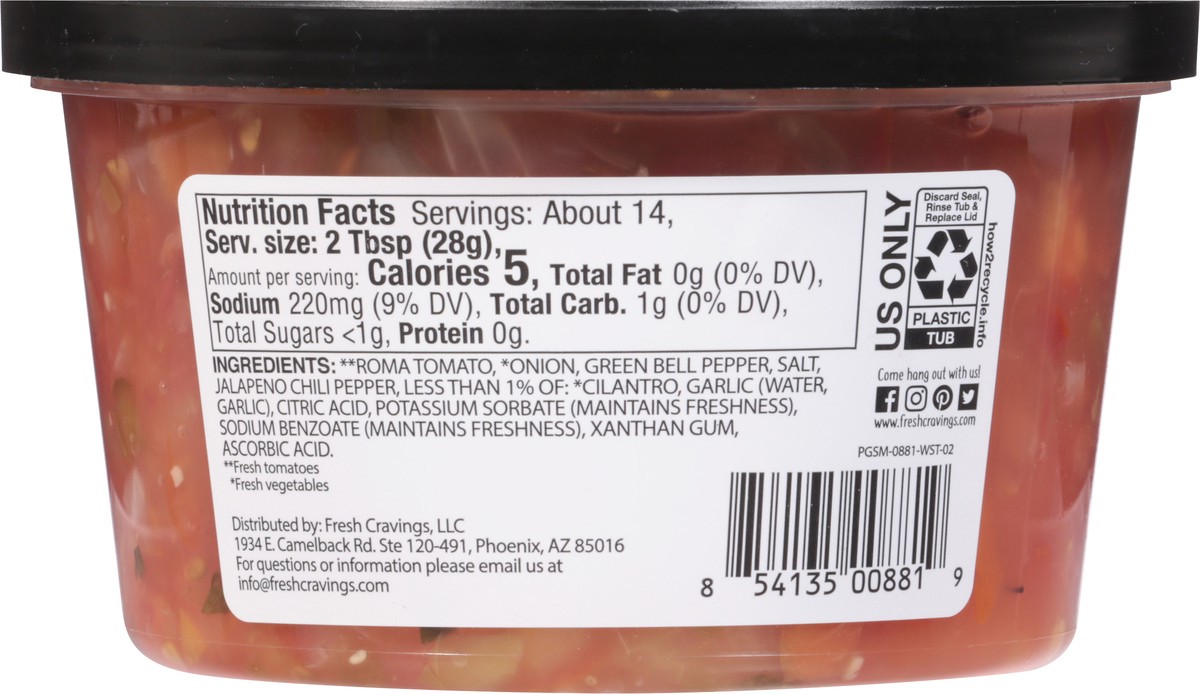 Nutrition Facts Servings: About 14,
Serv. size: 2 Tbsp (28g),
Amount per serving: Calories 5, Total Fat 0g (0% DV),
Sodium 220mg (9% DV), Total Carb. 1g (0% DV),
Total Sugars <1g, Protein 0g.
INGREDIENTS: **ROMA TOMATO, *ONION, GREEN BELL PEPPER, SALT,
JALAPENO CHILI PEPPER, LESS THAN 1% OF: *CILANTRO, GARLIC (WATER,
GARLIC), CITRIC ACID, POTASSIUM SORBATE (MAINTAINS FRESHNESS),
SODIUM BENZOATE (MAINTAINS FRESHNESS), XANTHAN GUM,
ASCORBIC ACID.
**Fresh tomatoes
*Fresh vegetables
Distributed by: Fresh Cravings, LLC
1934 E. Camelback Rd. Ste 120-491, Phoenix, AZ 85016
For questions or information please email us at
info@freshcravings.com
US ONLY
Discard Seal,
Rinse Tub &
Replace Lid
PLASTIC
TUB
how2recycle.info
Come hang out with us!
www.freshcravings.com
PGSM-0881-WST-02
8 54135 00881 9